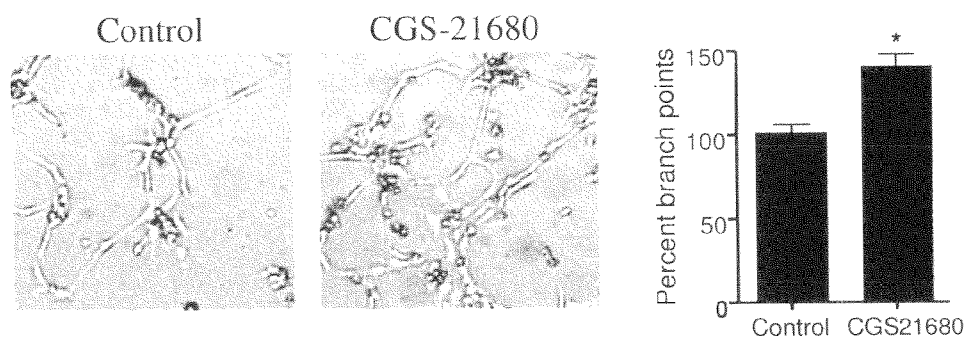 Control
CGS-21680
Percent branch points
*
150
100
50
0
Control
CGS21680